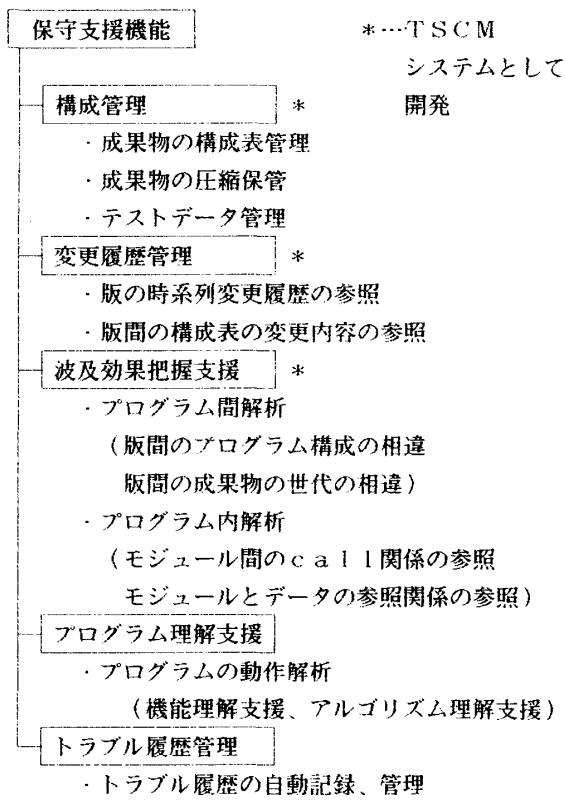 保守支援機能
*…TSCM
システムとして
開発
構成管理 *
・成果物の構成表管理
・成果物の圧縮保管
・テストデータ管理
変更履歴管理 *
・版の時系列変更履歴の参照
・版間の構成表の変更内容の参照
波及効果把握支援 *
・プログラム間解析
(版間のプログラム構成の相違
版間の成果物の世代の相違)
・プログラム内解析
(モジュール間のcall関係の参照
モジュールとデータの参照関係の参照)
プログラム理解支援
・プログラムの動作解析
(機能理解支援、アルゴリズム理解支援)
トラブル履歴管理
・トラブル履歴の自動記録、管理